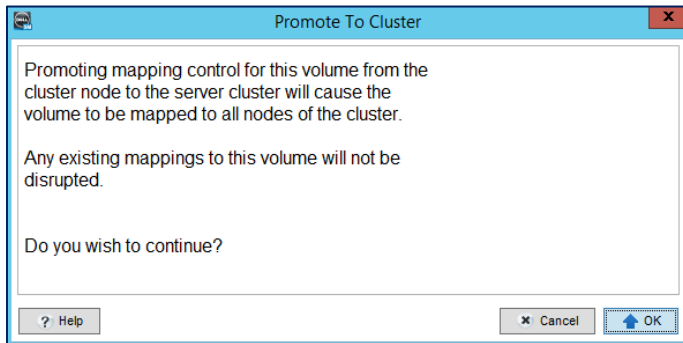 Promote To Cluster
x
Promoting mapping control for this volume from the
cluster node to the server cluster will cause the
volume to be mapped to all nodes of the cluster.
Any existing mappings to this volume will not be
disrupted.
Do you wish to continue?
? Help
Cancel
OK